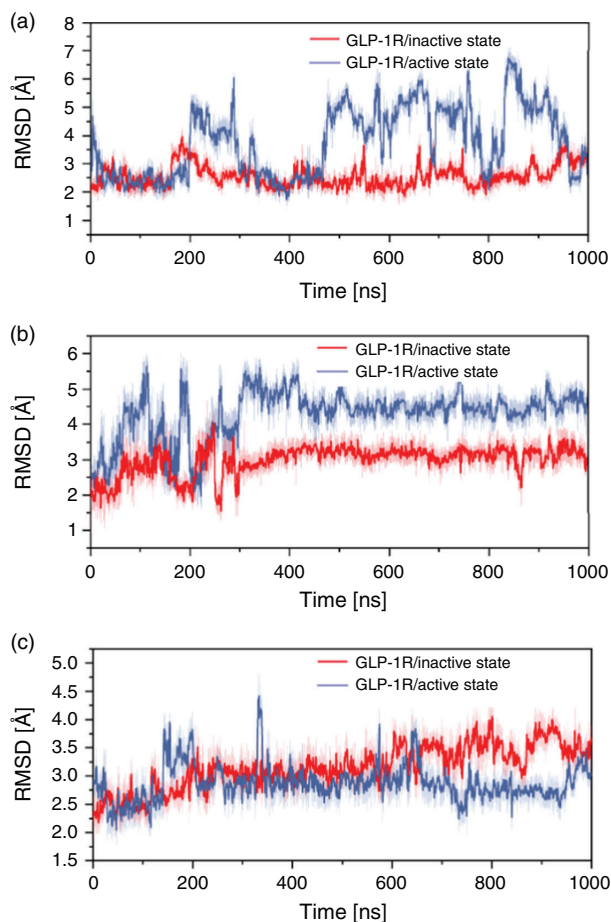 (a)
GLP-1R/inactive state
GLP-1R/active state
RMSD [Å]
8
7
6
5
4
3
2
1
0 200 400 600 800 1000
Time [ns]
(b)
GLP-1R/inactive state
GLP-1R/active state
RMSD [Å]
6
5
4
3
2
1
0 200 400 600 800 1000
Time [ns]
(c)
GLP-1R/inactive state
GLP-1R/active state
RMSD [Å]
5.0
4.5
4.0
3.5
3.0
2.5
2.0
1.5
0 200 400 600 800 1000
Time [ns]